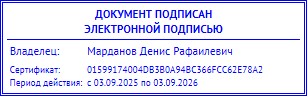 ДОКУМЕНТ ПОДПИСАН
ЭЛЕКТРОННОЙ ПОДПИСЬЮ
Владелец: Марданов Денис Рафаилевич
Сертификат: 01599174004DB3B0A94BC366FCC62E78A2
Период действия: с 03.09.2025 по 03.09.2026